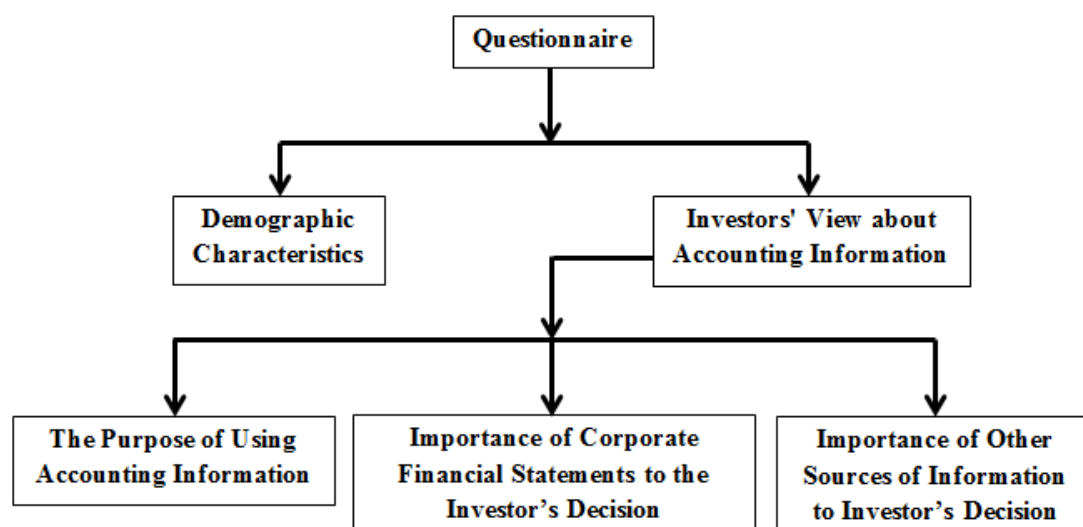 Questionnaire
Demographic
Characteristics
Investors' View about
Accounting Information
The Purpose of Using
Accounting Information
Importance of Corporate
Financial Statements to the
Investor’s Decision
Importance of Other
Sources of Information
to Investor’s Decision